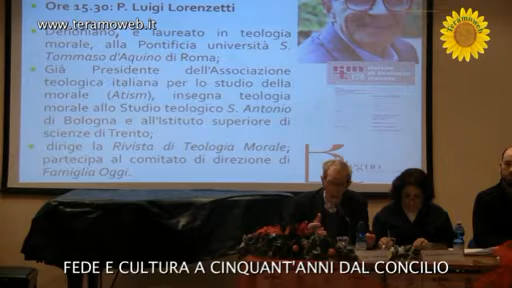 www.teramoweb.it
teramoweb
Ore 15.30: P. Luigi Lorenzetti
Dehoniano, è laureato in teologia
morale, alla Pontificia università S.
Tommaso d'Aquino di Roma;
Già Presidente dell'Associazione
teologica italiana per lo studio della
morale (Atism), insegna teologia
morale allo Studio teologico S. Antonio
di Bologna e all'Istituto superiore di
scienze di Trento;
dirige la Rivista di Teologia Morale;
partecipa al comitato di direzione di
Famiglia Oggi.
FEDE E CULTURA A CINQUANT'ANNI DAL CONCILIO